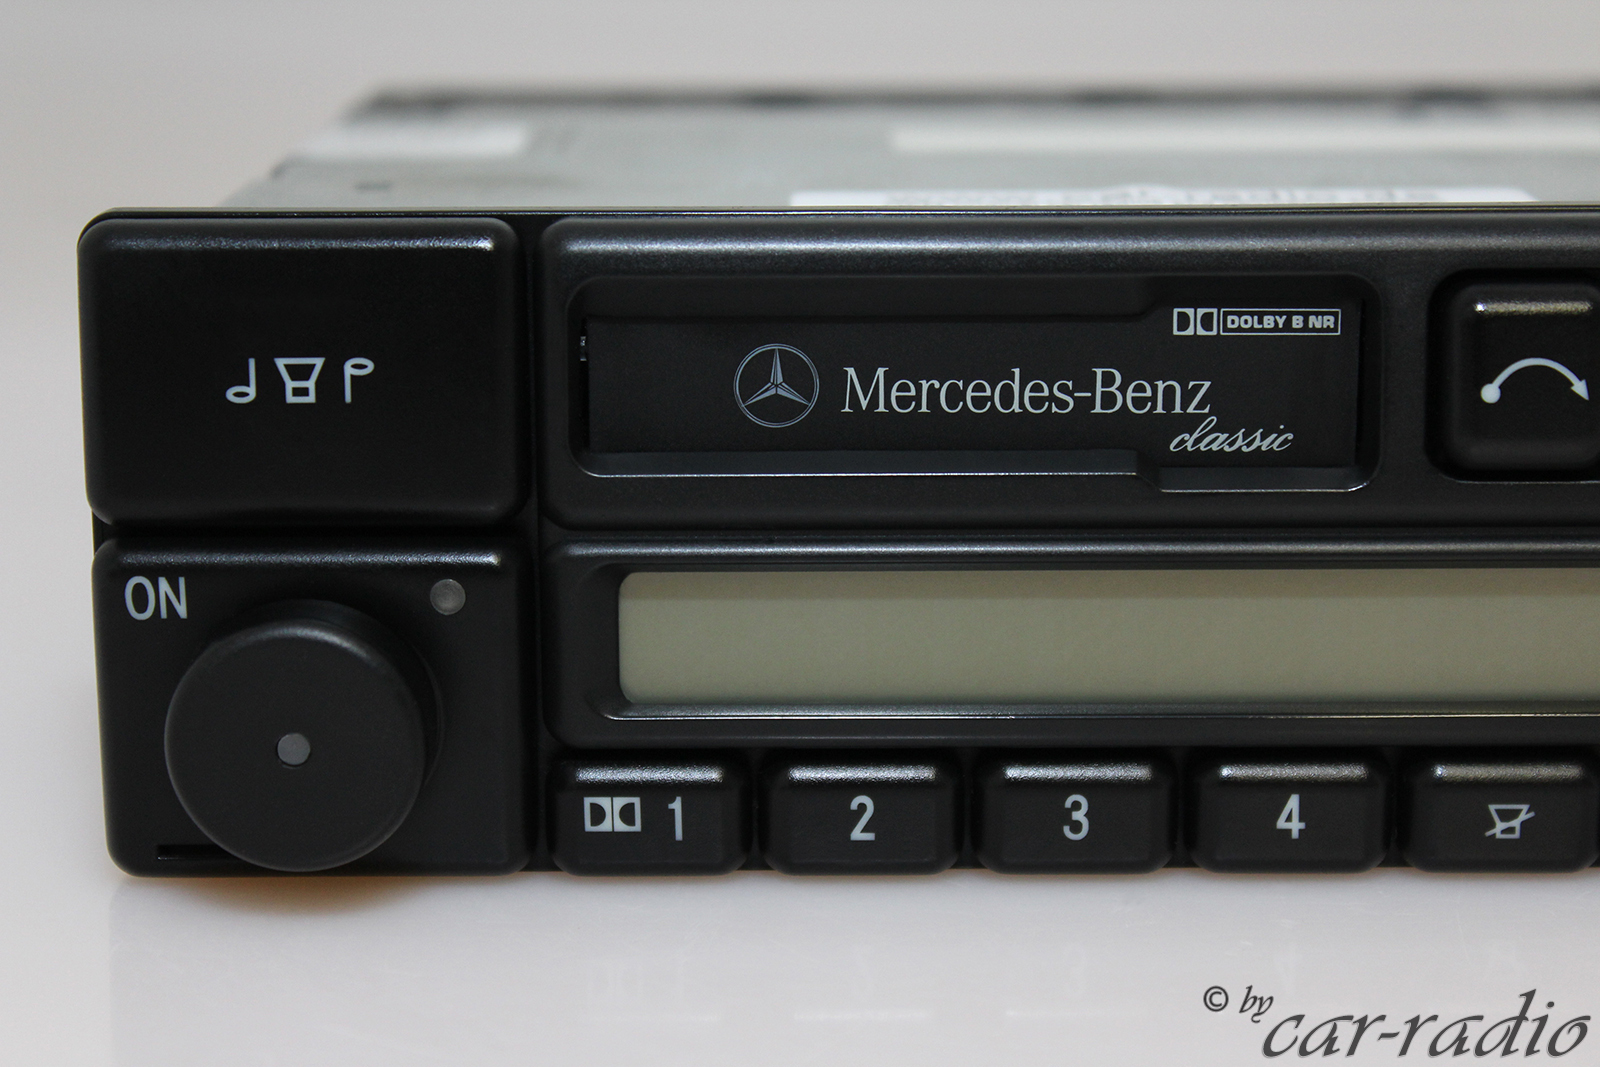 DOLBY B NR
Mercedes-Benz
classic
ON
1 2 3 4
© by
car-radio